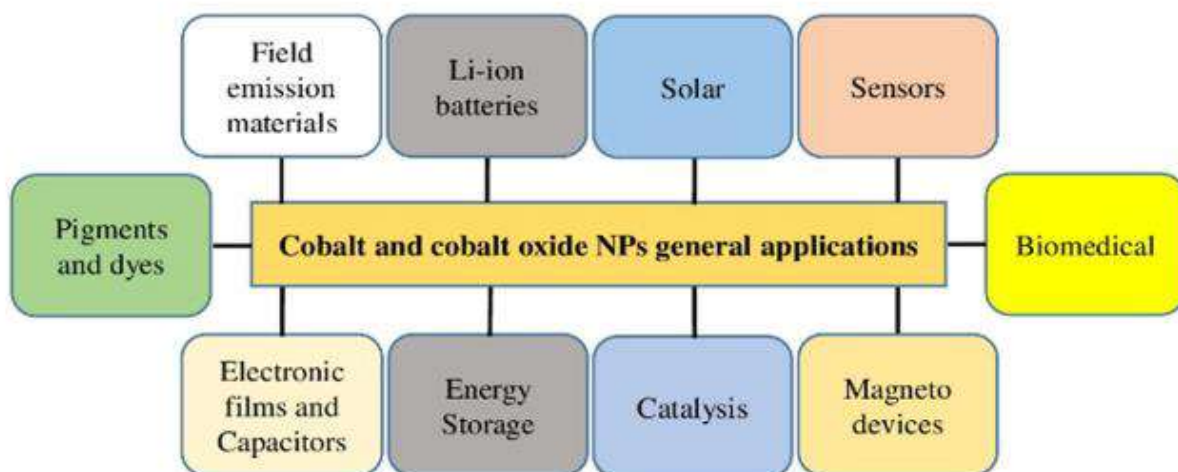 Field
emission
materials
Li-ion
batteries
Solar
Sensors
Pigments
and dyes
Cobalt and cobalt oxide NPs general applications
Biomedical
Electronic
films and
Capacitors
Energy
Storage
Catalysis
Magneto
devices